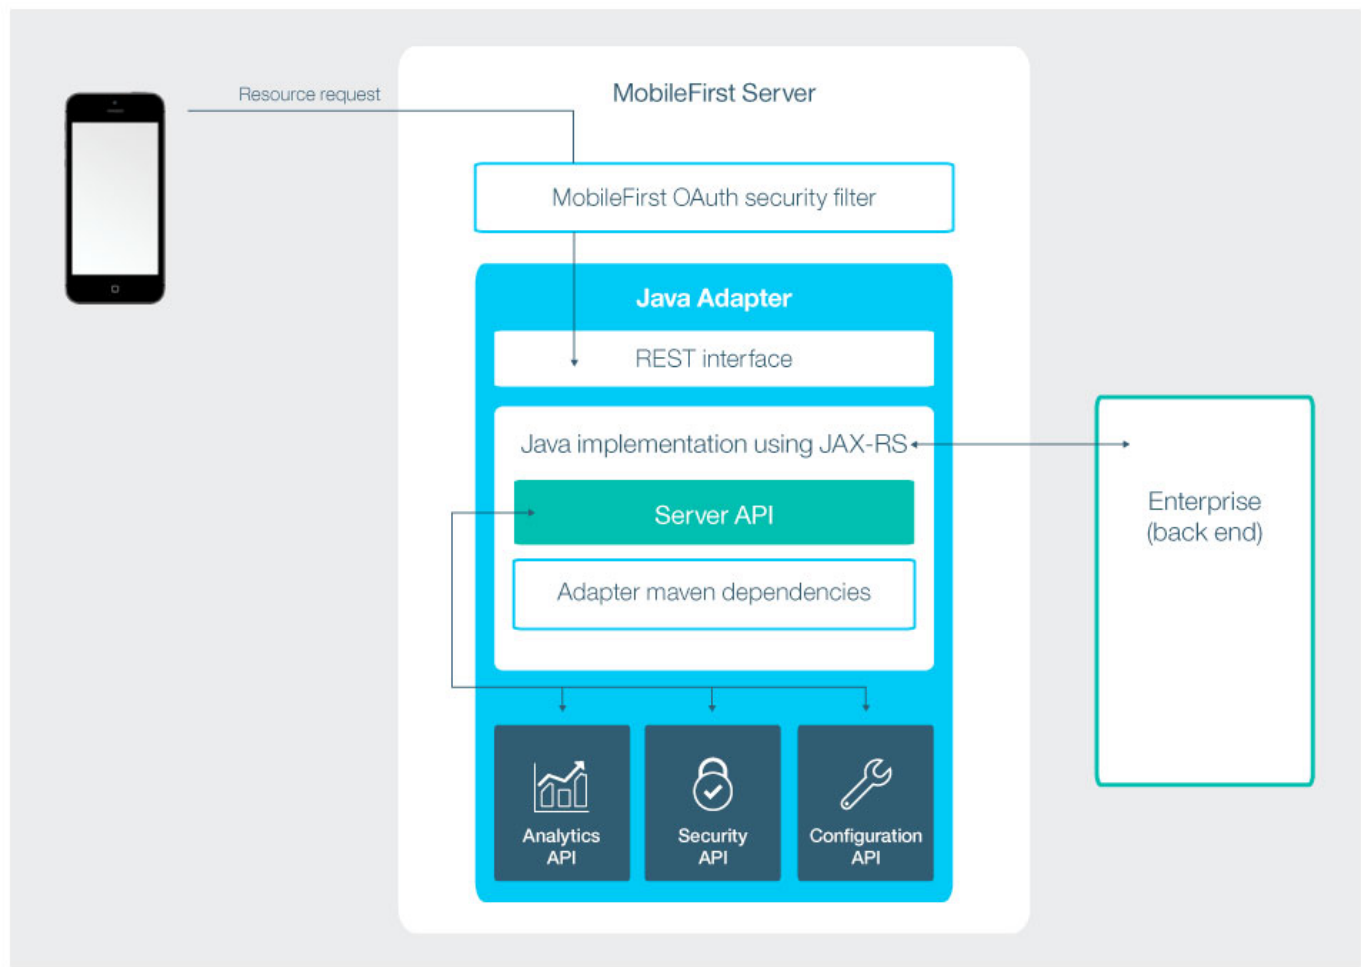 Resource request
MobileFirst Server
MobileFirst OAuth security filter
Java Adapter
REST interface
Java implementation using JAX-RS
Server API
Adapter maven dependencies
Enterprise
(back end)
Analytics
API
Security
API
Configuration
API